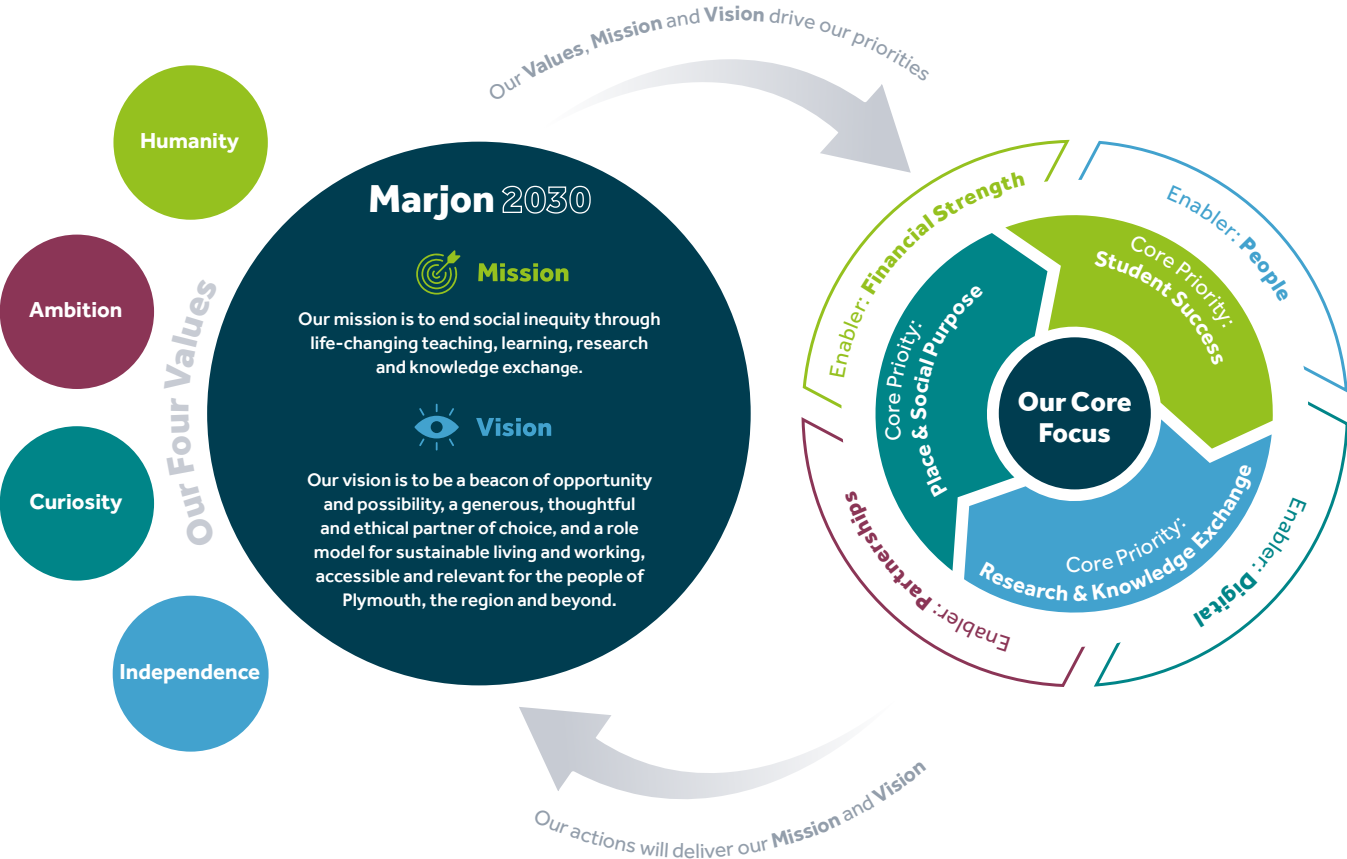 Our Values, Mission and Vision drive our priorities
Humanity
Ambition
Curiosity
Independence
Our Four Values
Marjon 2030
Mission
Our mission is to end social inequity through
life-changing teaching, learning, research
and knowledge exchange.
Vision
Our vision is to be a beacon of opportunity
and possibility, a generous, thoughtful
and ethical partner of choice, and a role
model for sustainable living and working,
accessible and relevant for the people of
Plymouth, the region and beyond.
Enabler: Financial Strength
Enabler: People
Enabler: Digital
Enabler: Partnerships
Core Priority:
Student Success
Core Priority:
Research & Knowledge Exchange
Core Prioity:
Place & Social Purpose
Our Core
Focus
Our actions will deliver our Mission and Vision